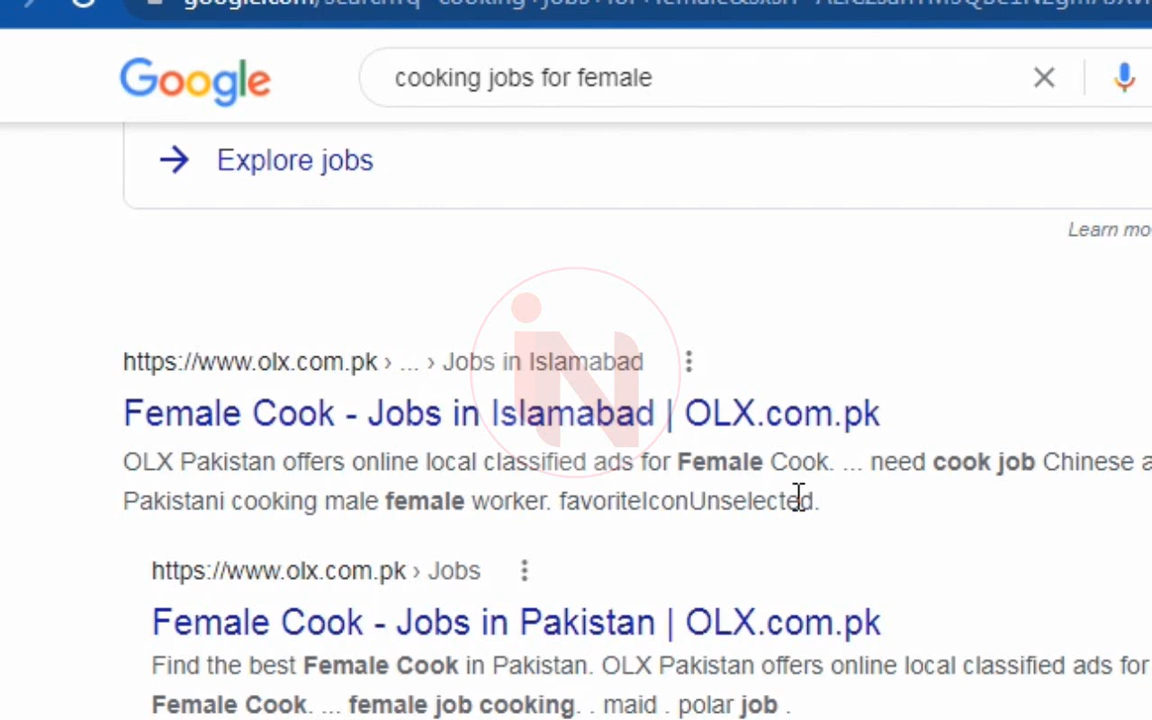 Google
cooking jobs for female
Explore jobs
https://www.olx.com.pk › ... › Jobs in Islamabad
Female Cook - Jobs in Islamabad | OLX.com.pk
OLX Pakistan offers online local classified ads for Female Cook. ... need cook job Chinese a
Pakistani cooking male female worker. favoriteIconUnselected.
https://www.olx.com.pk › Jobs
Female Cook - Jobs in Pakistan | OLX.com.pk
Find the best Female Cook in Pakistan. OLX Pakistan offers online local classified ads for
Female Cook. ... female job cooking. . maid . polar job .
Learn mo
iN